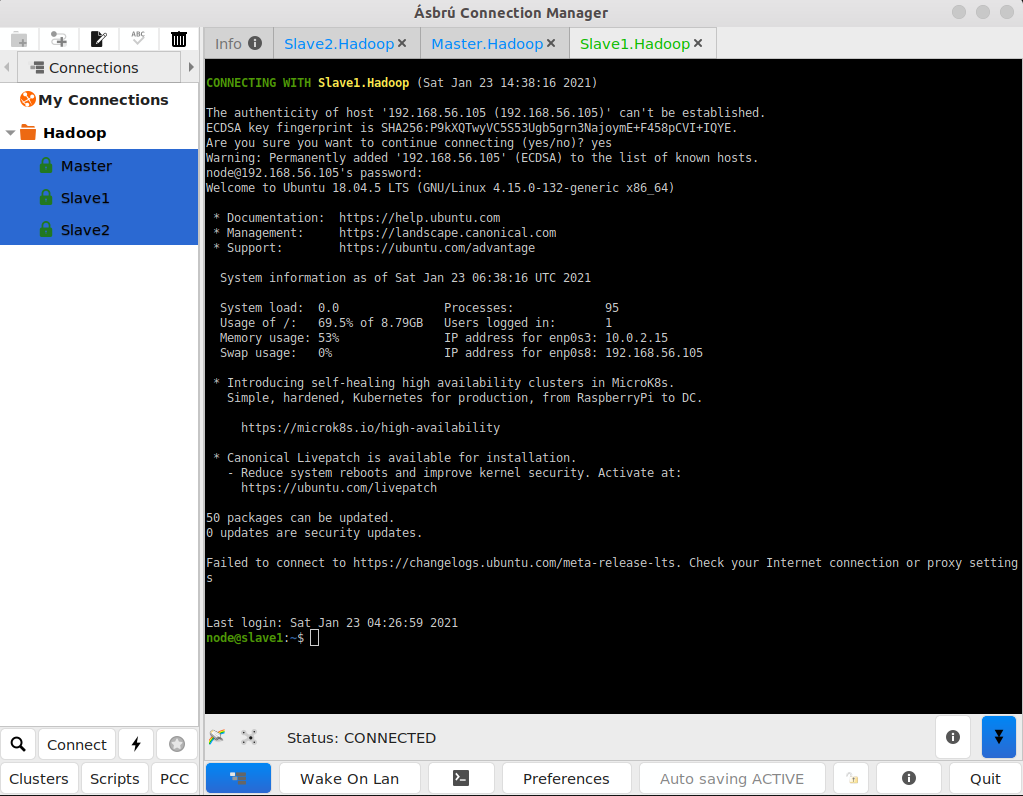 Ásbrú Connection Manager
ABC
Info
Slave2.Hadoop
Master.Hadoop
Slave1.Hadoop
Connections
My Connections
Hadoop
Master
Slave1
Slave2
CONNECTING WITH Slave1.Hadoop (Sat Jan 23 14:38:16 2021)
The authenticity of host '192.168.56.105 (192.168.56.105)' can't be established.
ECDSA key fingerprint is SHA256:P9kXQTwyVC5S53Ugb5grn3NajoymE+F458pCVI+IQYE.
Are you sure you want to continue connecting (yes/no)? yes
Warning: Permanently added '192.168.56.105' (ECDSA) to the list of known hosts.
node@192.168.56.105's password:
Welcome to Ubuntu 18.04.5 LTS (GNU/Linux 4.15.0-132-generic x86_64)
* Documentation:  https://help.ubuntu.com
* Management:     https://landscape.canonical.com
* Support:        https://ubuntu.com/advantage
System information as of Sat Jan 23 06:38:16 UTC 2021
System load:  0.0               Processes:             95
Usage of /:   69.5% of 8.79GB   Users logged in:       1
Memory usage: 53%               IP address for enp0s3: 10.0.2.15
Swap usage:   0%                IP address for enp0s8: 192.168.56.105
* Introducing self-healing high availability clusters in MicroK8s.
Simple, hardened, Kubernetes for production, from RaspberryPi to DC.
https://microk8s.io/high-availability
* Canonical Livepatch is available for installation.
- Reduce system reboots and improve kernel security. Activate at:
https://ubuntu.com/livepatch
50 packages can be updated.
0 updates are security updates.
Failed to connect to https://changelogs.ubuntu.com/meta-release-lts. Check your Internet connection or proxy setting
s
Last login: Sat Jan 23 04:26:59 2021
node@slave1:~$
Connect
Status: CONNECTED
Clusters
Scripts
PCC
Wake On Lan
Preferences
Auto saving ACTIVE
Quit